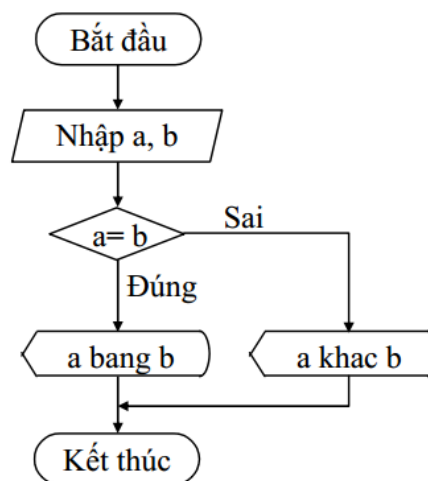 Bắt đầu
Nhập a, b
a= b
Sai
Đúng
a bang b
a khac b
Kết thúc